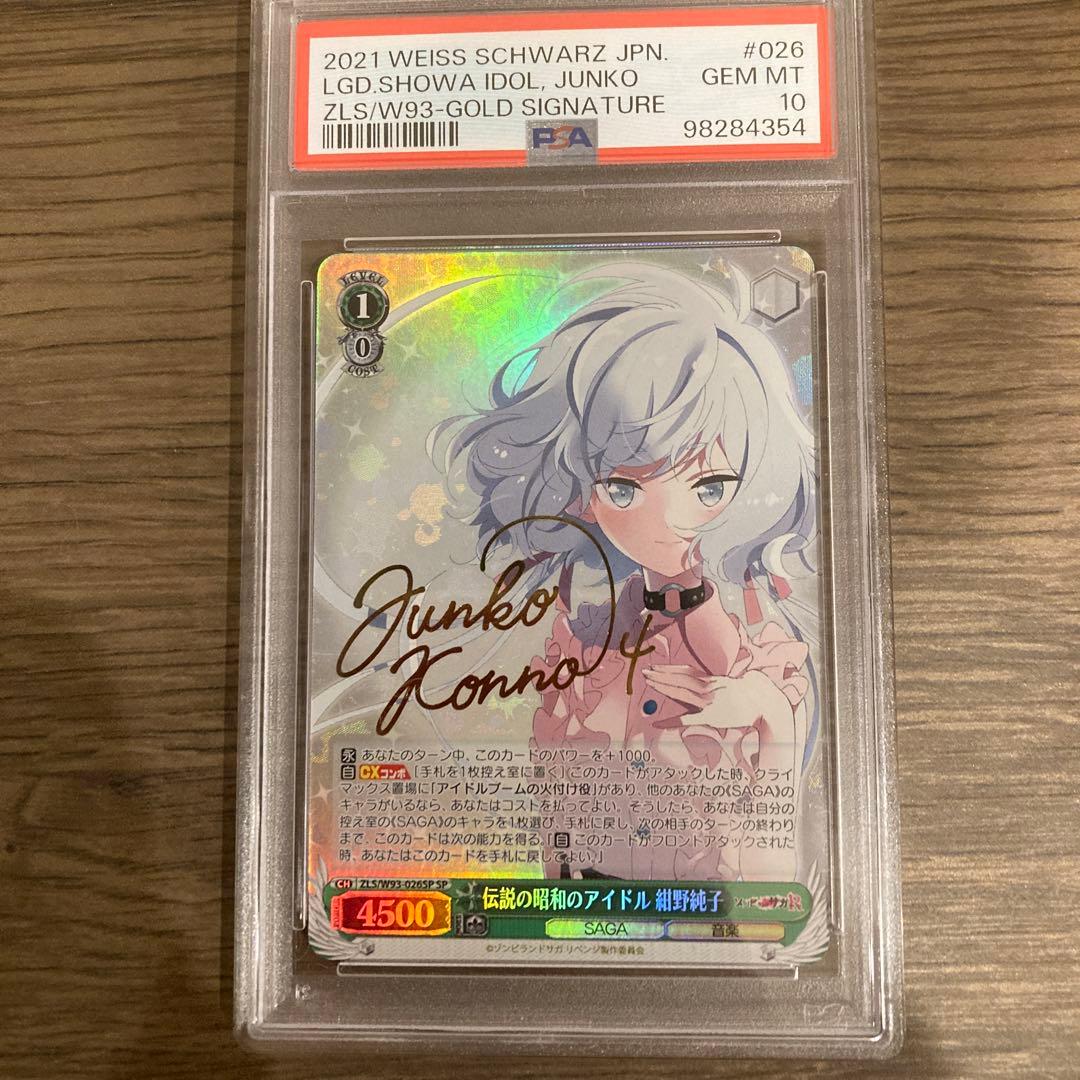 2021 WEISS SCHWARZ JPN. #026
LGD.SHOWA IDOL, JUNKO GEM MT
ZLS/W93-GOLD SIGNATURE 10
PSA 98284354
LEVEL
1
0
COST
Junko
Konno 4
永 あなたのターン中、このカードのパワーを+1000。
自 CXコンボ ［手札を1枚控え室に置く］ このカードがアタックした時、クライ
マックス置場に「アイドルブームの火付け役」があり、他のあなたの《SAGA》の
キャラがいるなら、あなたはコストを払ってよい。そうしたら、あなたは自分の
控え室の《SAGA》のキャラを1枚選び、手札に戻し、次の相手のターンの終わり
まで、このカードは次の能力を得る。『自 このカードがフロントアタックされた
時、あなたはこのカードを手札に戻してよい。』
CH ZLS/W93-026SP SP
伝説の昭和のアイドル 紺野純子
4500 1
SAGA 音楽
©ゾンビランドサガ リベンジ製作委員会